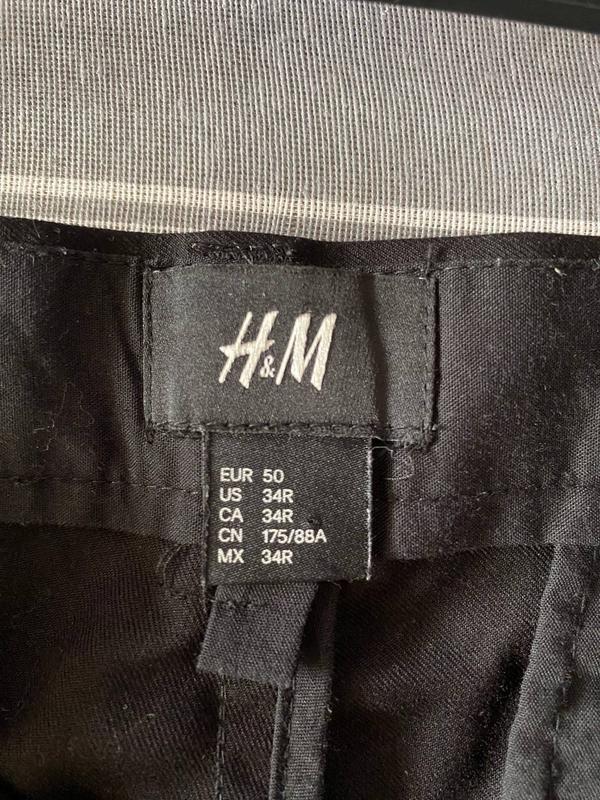 H&M
EUR 50
US 34R
CA 34R
CN 175/88A
MX 34R